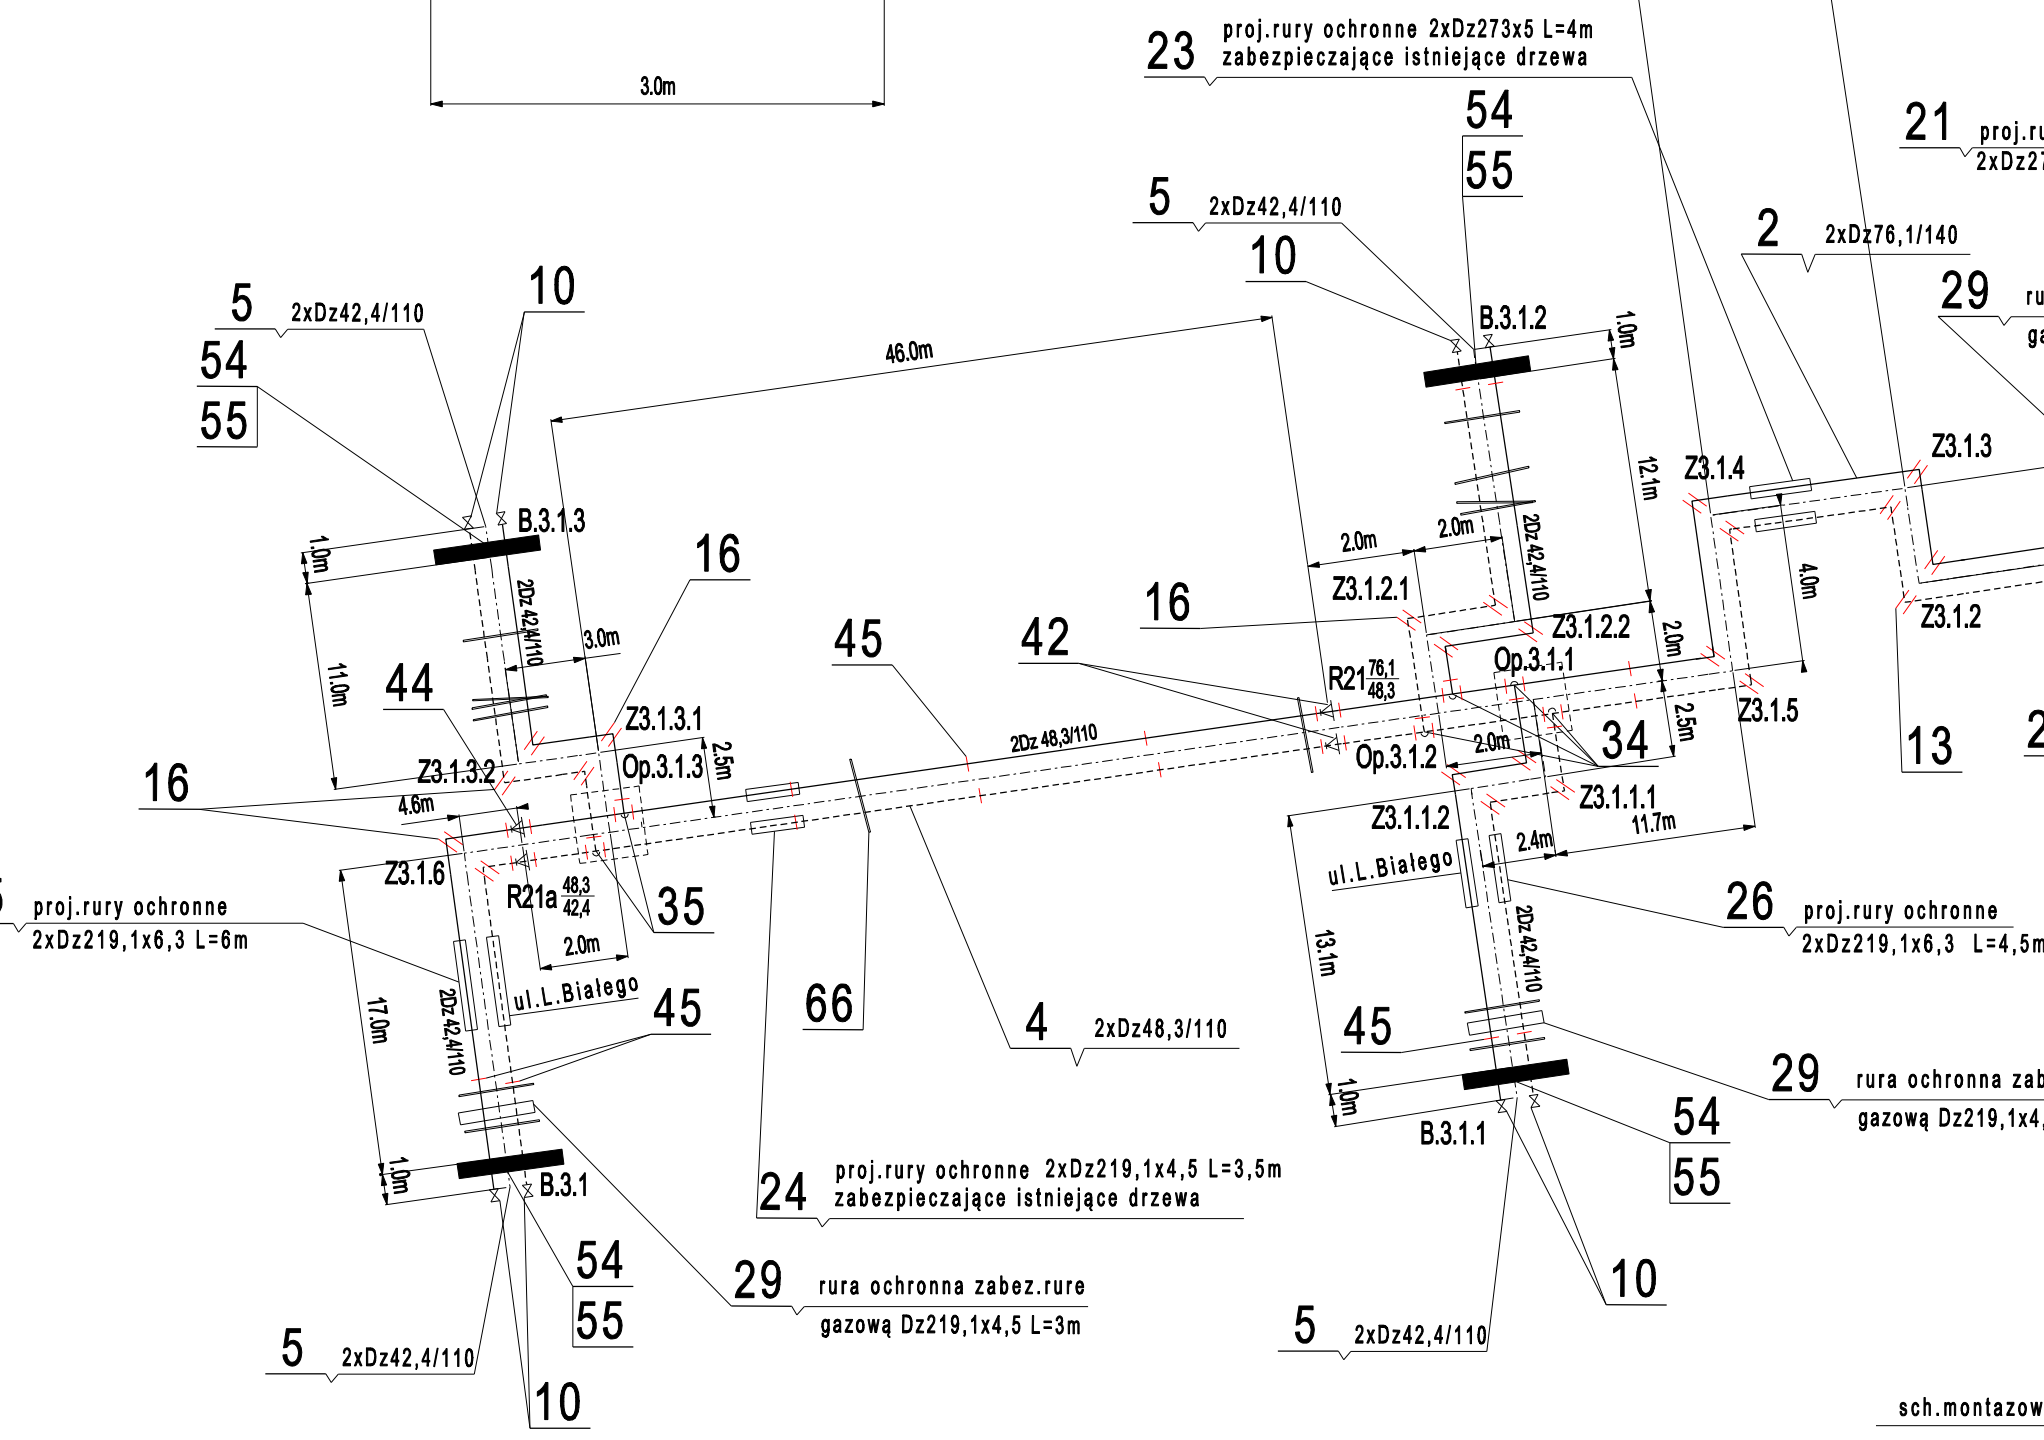 3.0m
23 proj.rury ochronne 2xDz273x5 L=4m
zabezpieczające istniejące drzewa
54
55
21
5 2xDz42,4/110
10
2 2xDz76,1/140
29
5 2xDz42,4/110
10
54
55
46.0m
B.3.1.2
1.0m
Z3.1.3
Z3.1.4
12.1m
B.3.1.3
1.0m
2Dz 42,4/110
16
3.0m
11.0m
44
45
42
16
2.0m
2.0m
2Dz 42,4/110
Z3.1.2.1
Z3.1.2.2
2.0m
4.0m
Z3.1.2
Op.3.1.1
R21 76,1
48,3
Z3.1.5
2.5m
13
34
Z3.1.3.1
Z3.1.3.2
Op.3.1.3
2.5m
2Dz 48,3/110
Op.3.1.2
2.0m
16
4.6m
Z3.1.1.1
Z3.1.1.2
11.7m
2.4m
Z3.1.6
R21a 48,3
42,4
35
ul.L.Białego
26 proj.rury ochronne
2xDz219,1x6,3 L=4,5m
proj.rury ochronne
2xDz219,1x6,3 L=6m
2.0m
ul.L.Białego
17.0m
2Dz 42,4/110
45
66
4 2xDz48,3/110
13.1m
2Dz 42,4/110
45
29 rura ochronna
gazową
1.0m
B.3.1.1
54
55
1.0m
B.3.1
24 proj.rury ochronne 2xDz219,1x4,5 L=3,5m
zabezpieczające istniejące drzewa
54
55
29 rura ochronna zabez.rure
gazową Dz219,1x4,5 L=3m
10
5 2xDz42,4/110
5 2xDz42,4/110
10